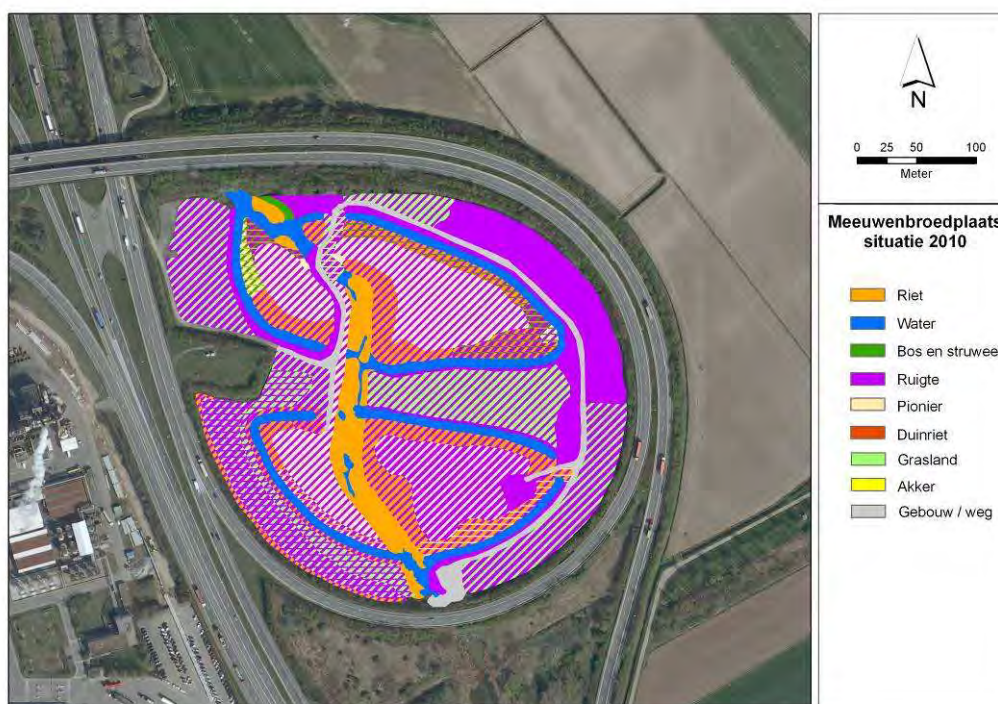 N
0 25 50 100
Meter
Meeuwenbroedplaats
situatie 2010
Riet
Water
Bos en struwee
Ruigte
Pionier
Duinriet
Grasland
Akker
Gebouw / weg